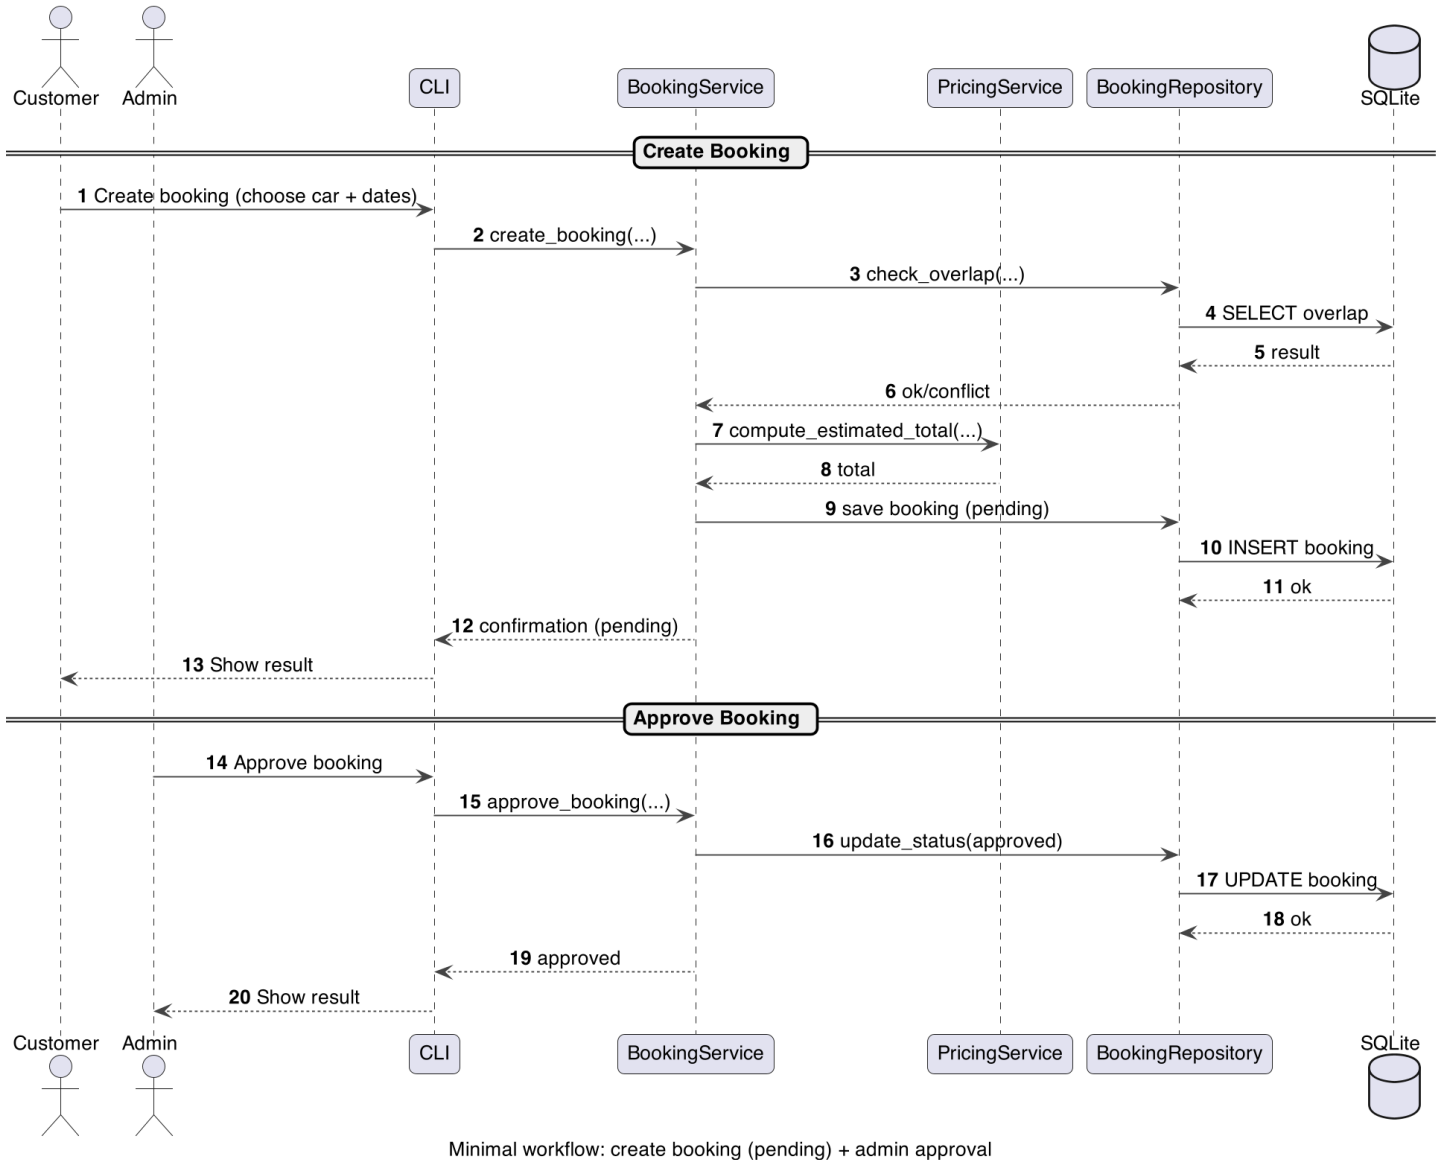 Customer
Admin
CLI
BookingService
PricingService
BookingRepository
SQLite
Create Booking
1 Create booking (choose car + dates)
2 create_booking(...)
3 check_overlap(...)
4 SELECT overlap
5 result
6 ok/conflict
7 compute_estimated_total(...)
8 total
9 save booking (pending)
10 INSERT booking
11 ok
12 confirmation (pending)
13 Show result
Approve Booking
14 Approve booking
15 approve_booking(...)
16 update_status(approved)
17 UPDATE booking
18 ok
19 approved
20 Show result
Customer
Admin
CLI
BookingService
PricingService
BookingRepository
SQLite
Minimal workflow: create booking (pending) + admin approval